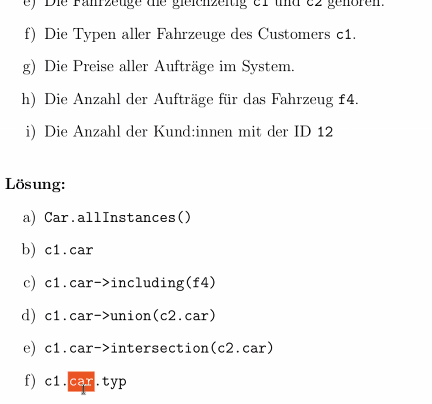 e) Die Fahrzeuge die gleichzeitig c1 und c2 gehören.
f) Die Typen aller Fahrzeuge des Customers c1.
g) Die Preise aller Aufträge im System.
h) Die Anzahl der Aufträge für das Fahrzeug f4.
i) Die Anzahl der Kund:innen mit der ID 12
Lösung:
a) Car.allInstances()
b) c1.car
c) c1.car->including(f4)
d) c1.car->union(c2.car)
e) c1.car->intersection(c2.car)
f) c1.car.typ